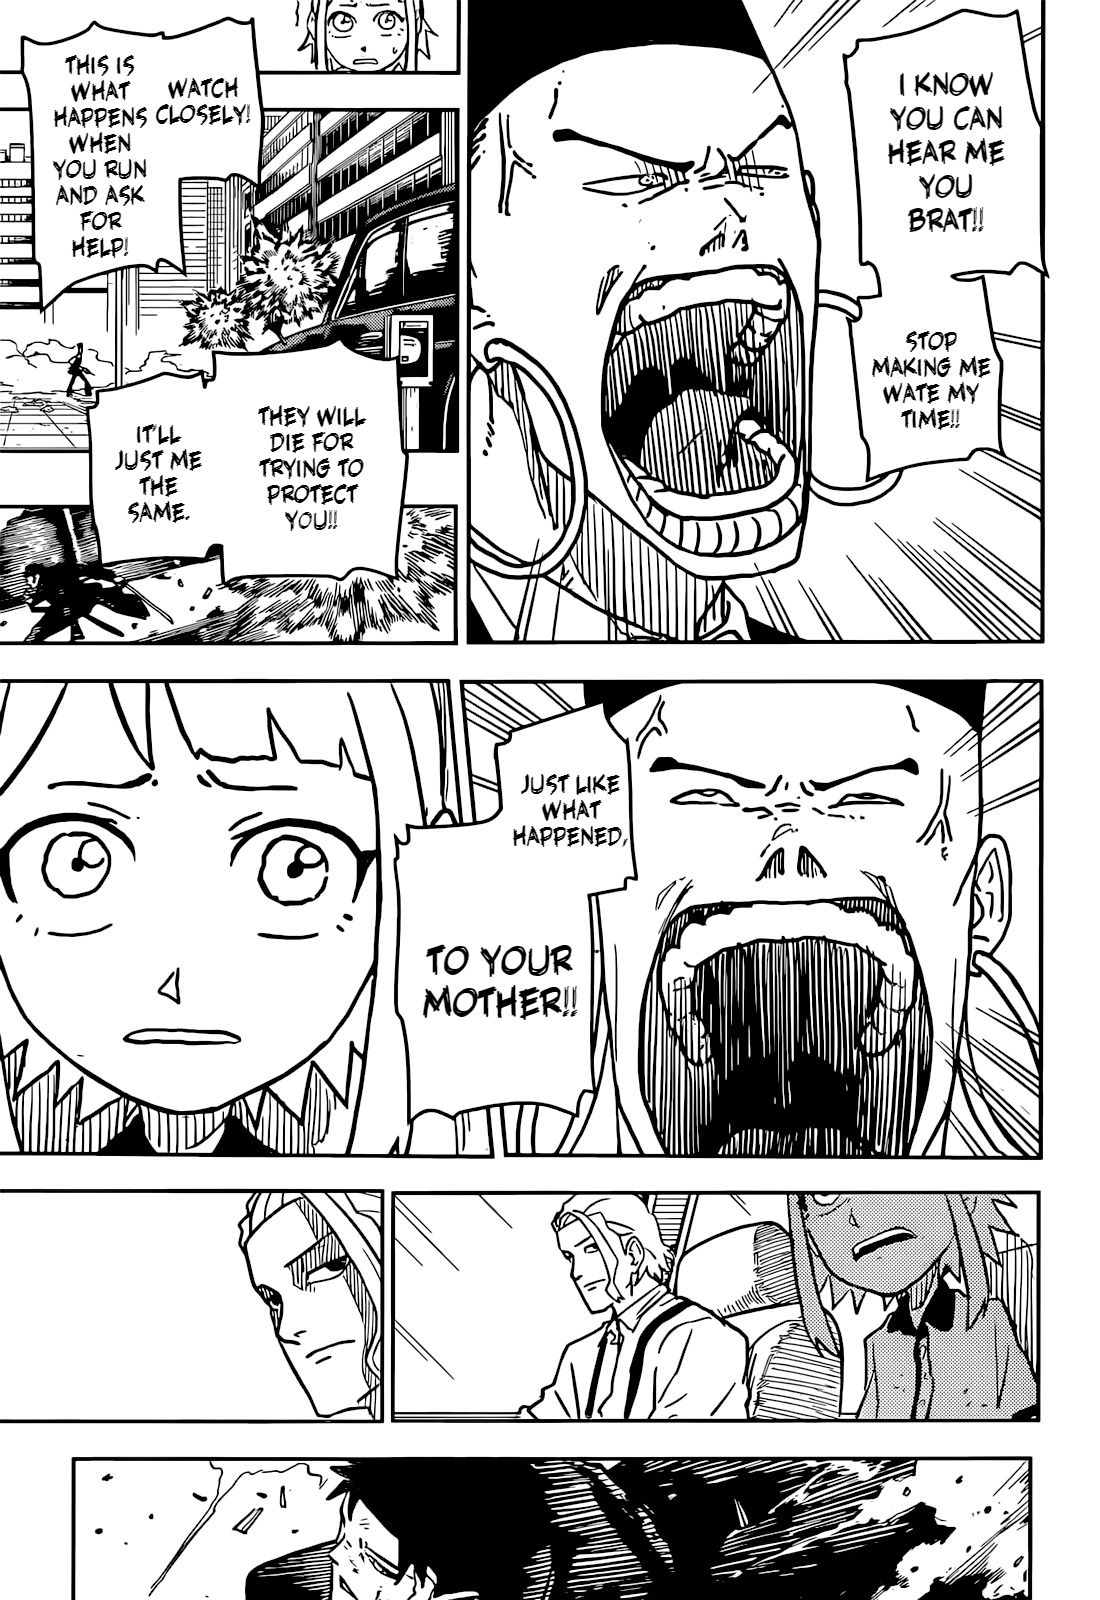 I KNOW
YOU CAN
HEAR ME
YOU
BRAT!!
STOP
MAKING ME
WATE MY
TIME!!
WATCH
CLOSELY!
THIS IS
WHAT
HAPPENS
WHEN
YOU RUN
AND ASK
FOR
HELP!
THEY WILL
DIE FOR
TRYING TO
PROTECT
YOU!!
IT'LL
JUST ME
THE
SAME.
JUST LIKE
WHAT
HAPPENED,
TO YOUR
MOTHER!!